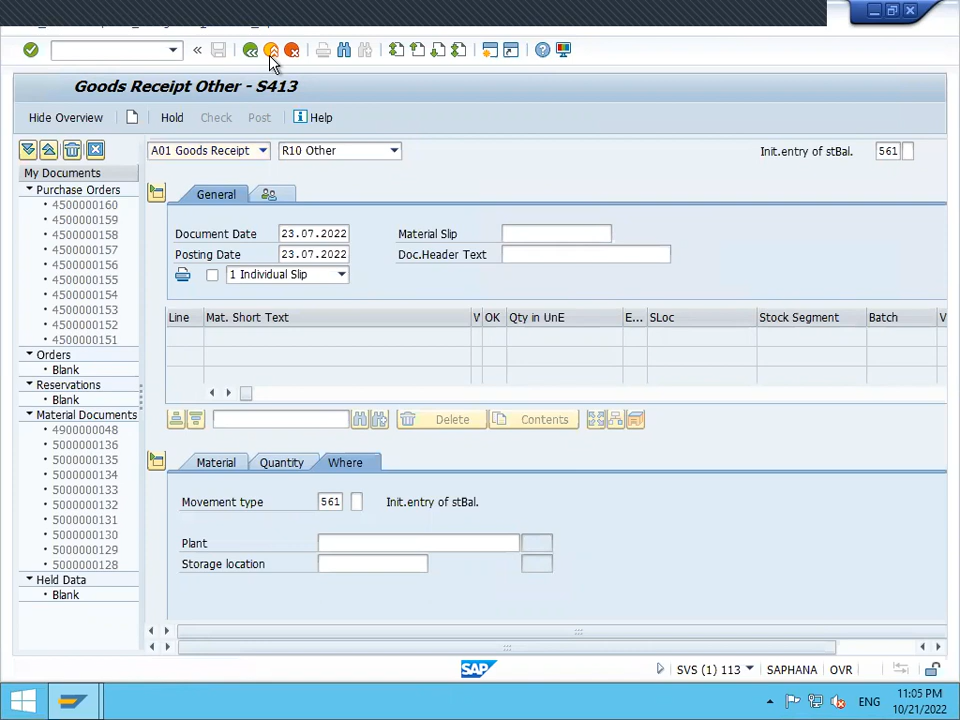 Goods Receipt Other - S413
Hide Overview Hold Check Post Help
A01 Goods Receipt R10 Other Init.entry of stBal. 561
My Documents
Purchase Orders
4500000160
4500000159
4500000158
4500000157
4500000156
4500000155
4500000154
4500000153
4500000152
4500000151
Orders
Blank
Reservations
Blank
Material Documents
4900000048
5000000136
5000000135
5000000134
5000000133
5000000132
5000000131
5000000130
5000000129
5000000128
Held Data
Blank
General
Document Date 23.07.2022 Material Slip
Posting Date 23.07.2022 Doc.Header Text
1 Individual Slip
Line Mat. Short Text V OK Qty in UnE E... SLoc Stock Segment Batch V
Delete Contents
Material Quantity Where
Movement type 561 Init.entry of stBal.
Plant
Storage location
SAP SVS (1) 113 SAPHANA OVR
ENG 11:05 PM
10/21/2022